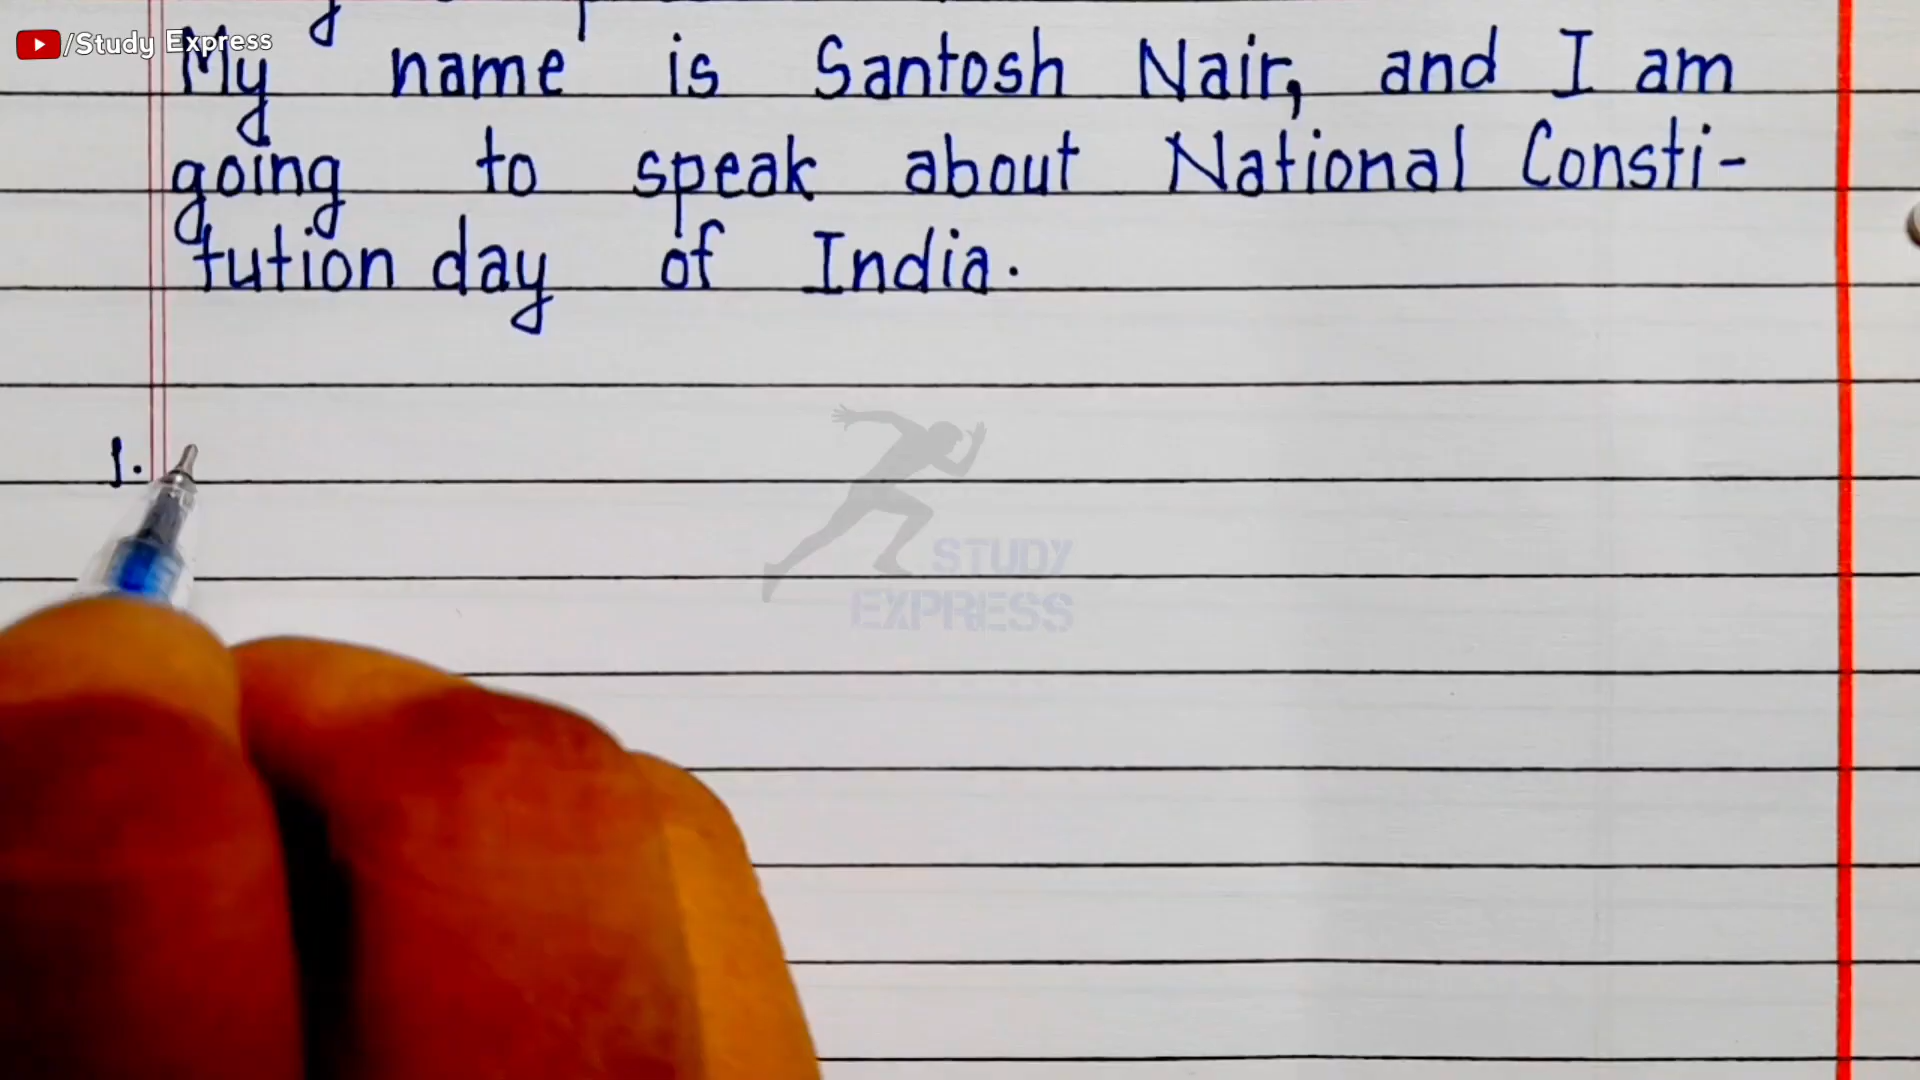 /Study Express
My name is Santosh Nair, and I am
going to speak about National Consti-
tution day of India.
1.
STUDY
EXPRESS